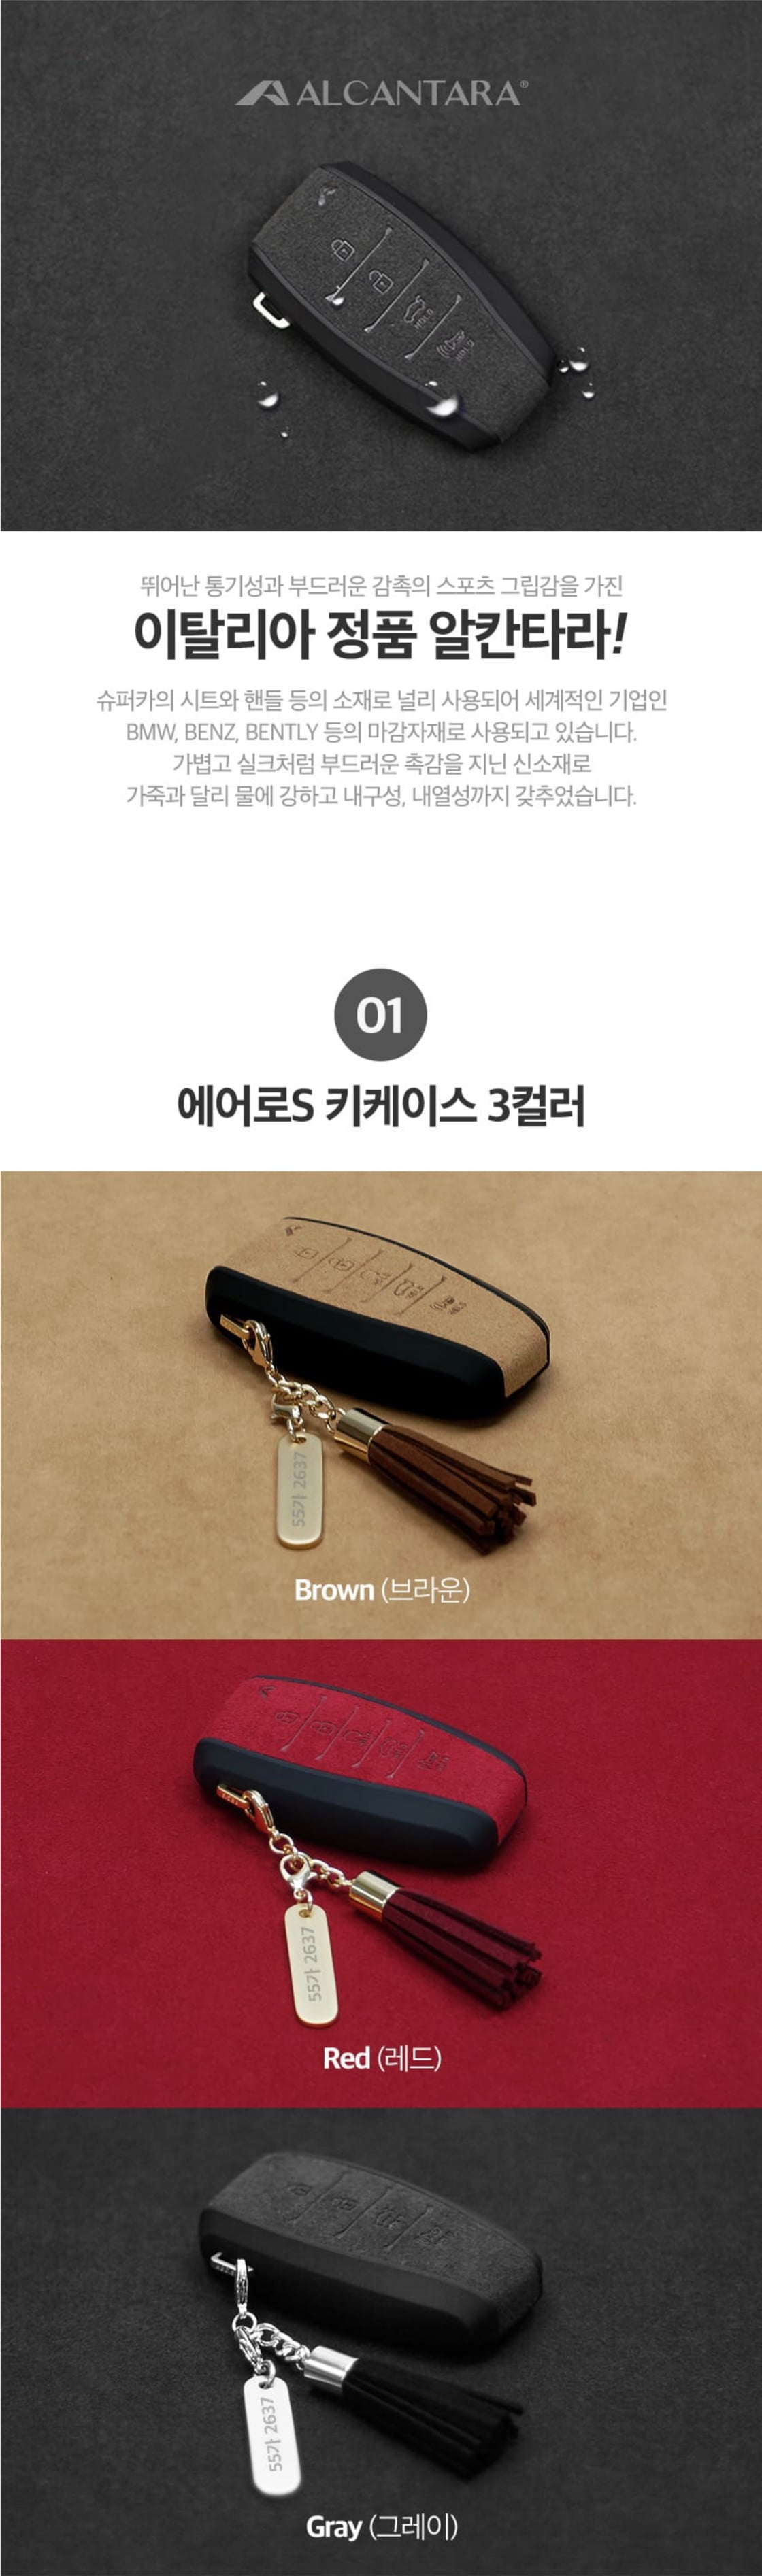 ALCANTARA®
HOLD
HOLD
뛰어난 통기성과 부드러운 감촉의 스포츠 그립감을 가진
이탈리아 정품 알칸타라!
슈퍼카의 시트와 핸들 등의 소재로 널리 사용되어 세계적인 기업인
BMW, BENZ, BENTLY 등의 마감자재로 사용되고 있습니다.
가볍고 실크처럼 부드러운 촉감을 지닌 신소재로
가죽과 달리 물에 강하고 내구성, 내열성까지 갖추었습니다.
01
에어로S 키케이스 3컬러
55가 2637
Brown (브라운)
55가 2637
Red (레드)
55가 2637
Gray (그레이)